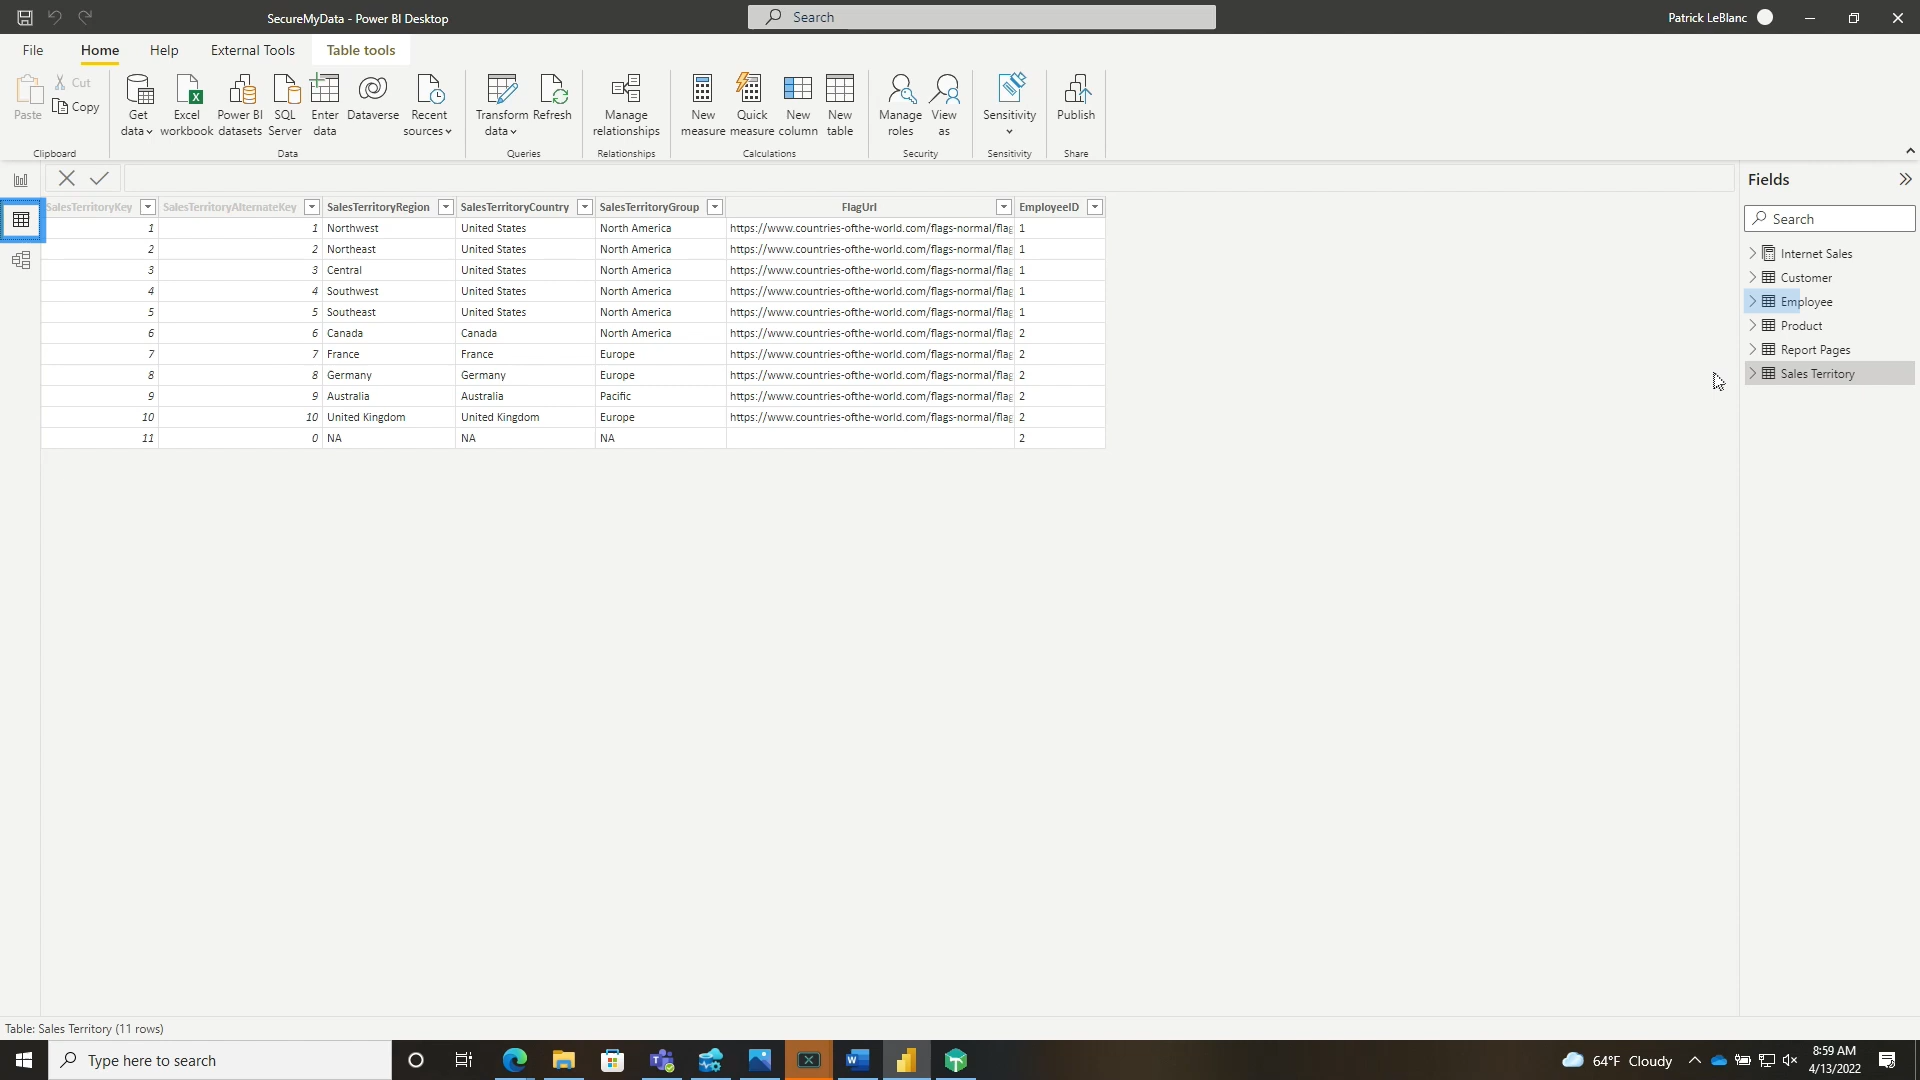 SecureMyData - Power BI Desktop
Search
Patrick LeBlanc
File
Home
Help
External Tools
Table tools
Paste
Cut
Copy
Get data
Excel workbook
Power BI datasets
SQL Server
Enter data
Dataverse
Recent sources
Transform data
Refresh
Manage relationships
New measure
Quick measure
New column
New table
Manage roles
View as
Sensitivity
Publish
Clipboard
Data
Queries
Relationships
Calculations
Security
Sensitivity
Share
SalesTerritoryKey SalesTerritoryAlternateKey SalesTerritoryRegion SalesTerritoryCountry SalesTerritoryGroup FlagUrl EmployeeID
1 1 Northwest United States North America https://www.countries-ofthe-world.com/flags-normal/flag 1
2 2 Northeast United States North America https://www.countries-ofthe-world.com/flags-normal/flag 1
3 3 Central United States North America https://www.countries-ofthe-world.com/flags-normal/flag 1
4 4 Southwest United States North America https://www.countries-ofthe-world.com/flags-normal/flag 1
5 5 Southeast United States North America https://www.countries-ofthe-world.com/flags-normal/flag 1
6 6 Canada Canada North America https://www.countries-ofthe-world.com/flags-normal/flag 2
7 7 France France Europe https://www.countries-ofthe-world.com/flags-normal/flag 2
8 8 Germany Germany Europe https://www.countries-ofthe-world.com/flags-normal/flag 2
9 9 Australia Australia Pacific https://www.countries-ofthe-world.com/flags-normal/flag 2
10 10 United Kingdom United Kingdom Europe https://www.countries-ofthe-world.com/flags-normal/flag 2
11 0 NA NA NA 2
Fields
Search
Internet Sales
Customer
Employee
Product
Report Pages
Sales Territory
Table: Sales Territory (11 rows)
Type here to search
64°F Cloudy
8:59 AM
4/13/2022